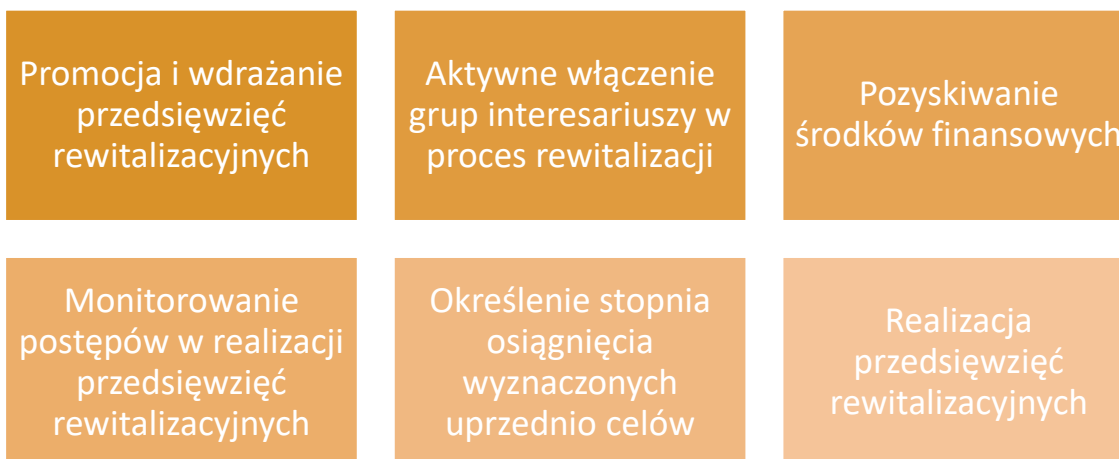 Promocja i wdrażanie
przedsięwzięć
rewitalizacyjnych
Aktywne włączenie
grup interesariuszy w
proces rewitalizacji
Pozyskiwanie
środków finansowych
Monitorowanie
postępów w realizacji
przedsięwzięć
rewitalizacyjnych
Określenie stopnia
osiągnięcia
wyznaczonych
uprzednio celów
Realizacja
przedsięwzięć
rewitalizacyjnych